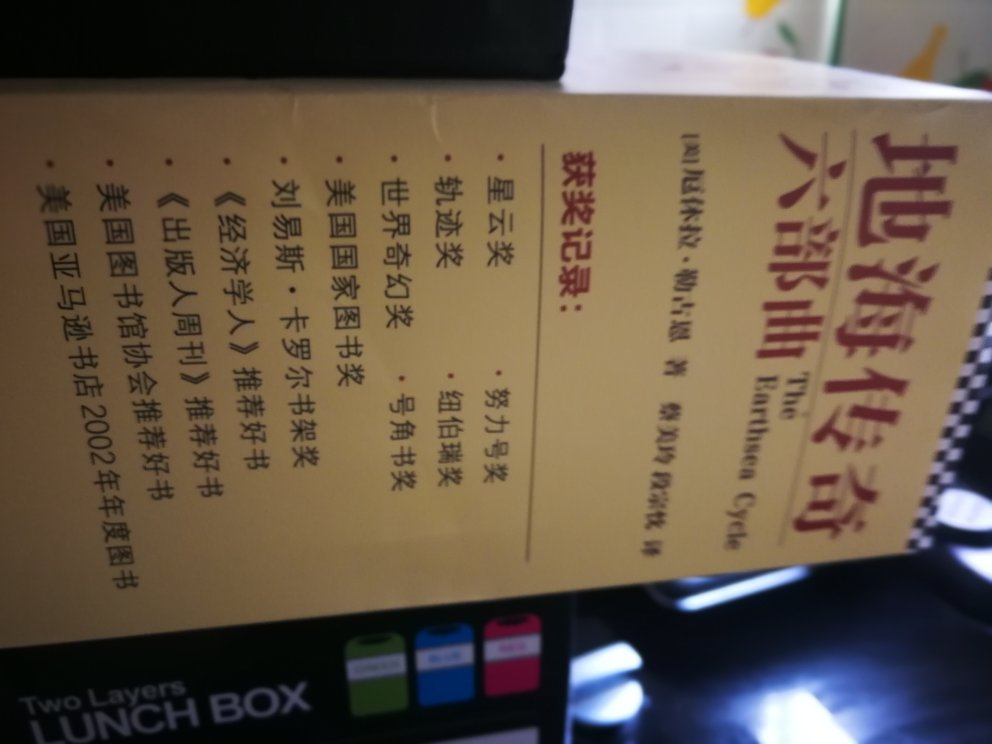 地海传奇
六部曲
The
Earthsea Cycle
[美]厄休拉·勒古恩 著 蔡美玲 段宗忱 译
获奖记录：
·星云奖 ·努力号奖
·轨迹奖 ·纽伯瑞奖
·世界奇幻奖 ·号角书奖
·美国国家图书奖
·刘易斯·卡罗尔书架奖
·《经济学人》推荐好书
·《出版人周刊》推荐好书
·美国图书馆协会推荐好书
·美国亚马逊书店2002年年度图书
Two Layers
LUNCH BOX
GREEN
BLUE
RED